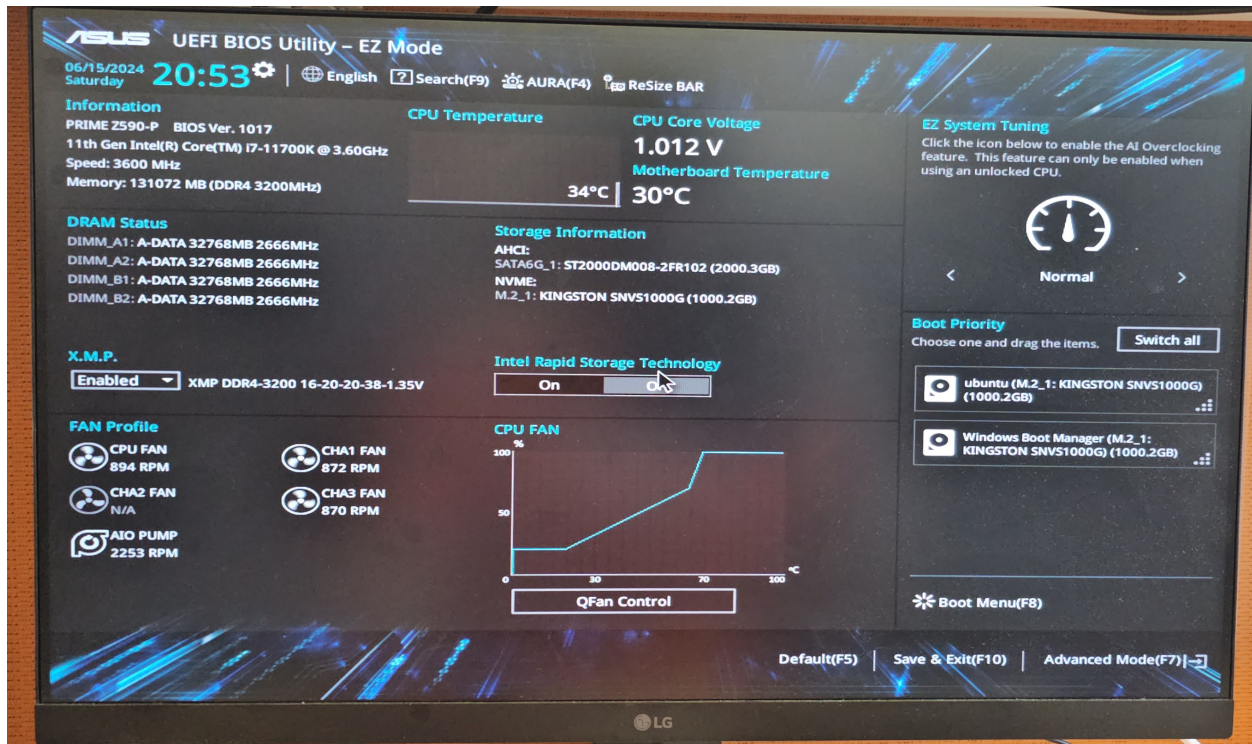 ASUS UEFI BIOS Utility – EZ Mode
06/15/2024
Saturday
20:53
English
? Search(F9)
AURA(F4)
ReSize BAR
Information
PRIME Z590-P BIOS Ver. 1017
11th Gen Intel(R) Core(TM) i7-11700K @ 3.60GHz
Speed: 3600 MHz
Memory: 131072 MB (DDR4 3200MHz)
CPU Temperature
34°C
CPU Core Voltage
1.012 V
Motherboard Temperature
30°C
EZ System Tuning
Click the icon below to enable the AI Overclocking
feature. This feature can only be enabled when
using an unlocked CPU.
< Normal >
DRAM Status
DIMM_A1: A-DATA 32768MB 2666MHz
DIMM_A2: A-DATA 32768MB 2666MHz
DIMM_B1: A-DATA 32768MB 2666MHz
DIMM_B2: A-DATA 32768MB 2666MHz
Storage Information
AHCI:
SATA6G_1: ST2000DM008-2FR102 (2000.3GB)
NVME:
M.2_1: KINGSTON SNVS1000G (1000.2GB)
X.M.P.
Enabled XMP DDR4-3200 16-20-20-38-1.35V
Intel Rapid Storage Technology
On
Boot Priority
Choose one and drag the items.
Switch all
ubuntu (M.2_1: KINGSTON SNVS1000G)
(1000.2GB)
Windows Boot Manager (M.2_1:
KINGSTON SNVS1000G) (1000.2GB)
FAN Profile
CPU FAN
894 RPM
CHA1 FAN
872 RPM
CHA2 FAN
N/A
CHA3 FAN
870 RPM
AIO PUMP
2253 RPM
CPU FAN
%
100
50
0 30 70 100
°C
QFan Control
Boot Menu(F8)
Default(F5) | Save & Exit(F10) | Advanced Mode(F7)
LG